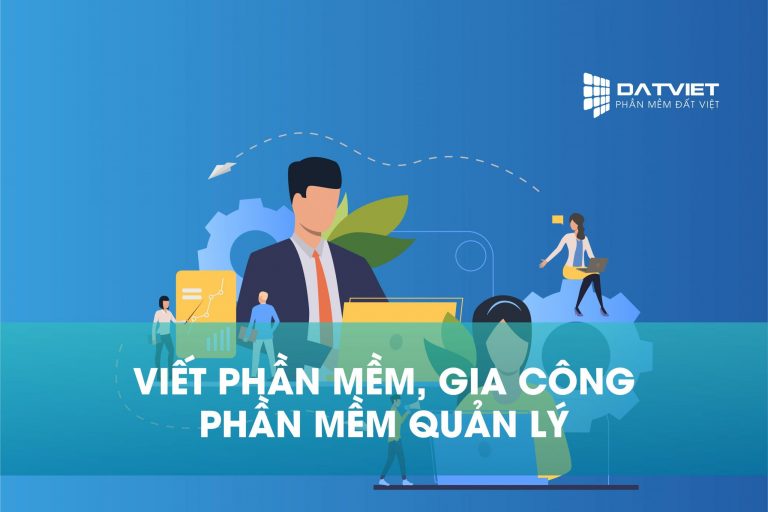 DATVIET
PHẦN MỀM ĐẤT VIỆT
VIẾT PHẦN MỀM, GIA CÔNG
PHẦN MỀM QUẢN LÝ